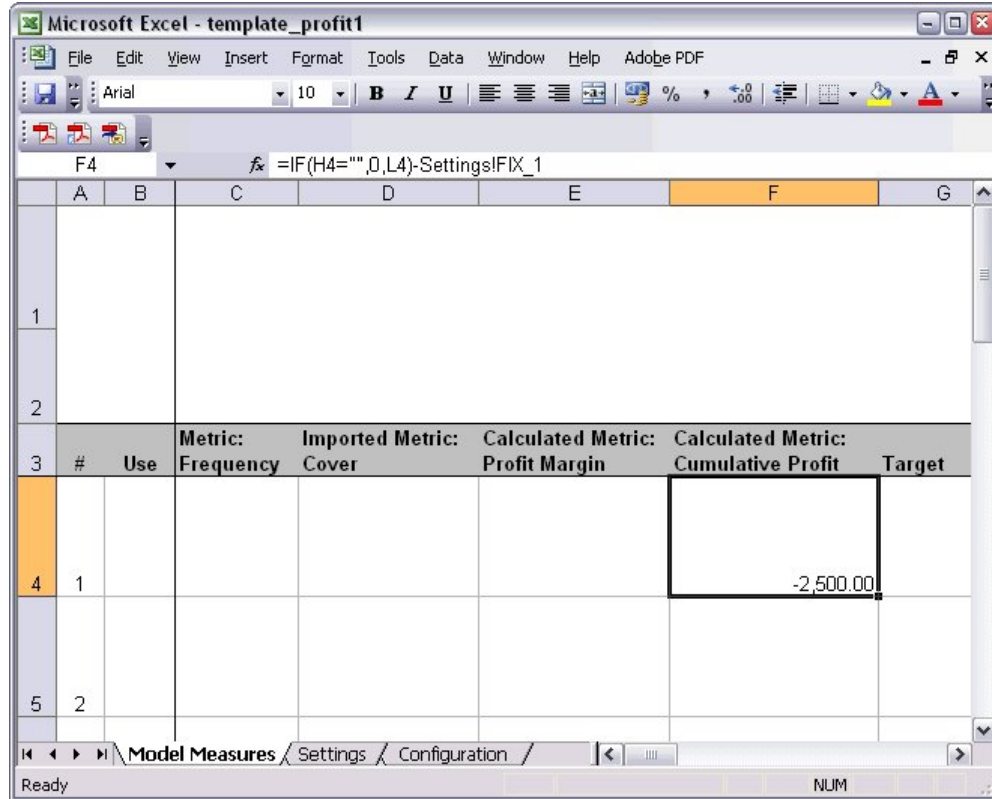 Microsoft Excel - template_profit1
File Edit View Insert Format Tools Data Window Help Adobe PDF
Arial 10 B I U % , .00 A
F4 fx =IF(H4="",0,L4)-Settings!FIX_1
A B C D E F G
1
2
3 # Use Metric: Frequency Imported Metric: Cover Calculated Metric: Profit Margin Calculated Metric: Cumulative Profit Target
4 1 -2,500.00
5 2
Model Measures Settings Configuration
Ready NUM